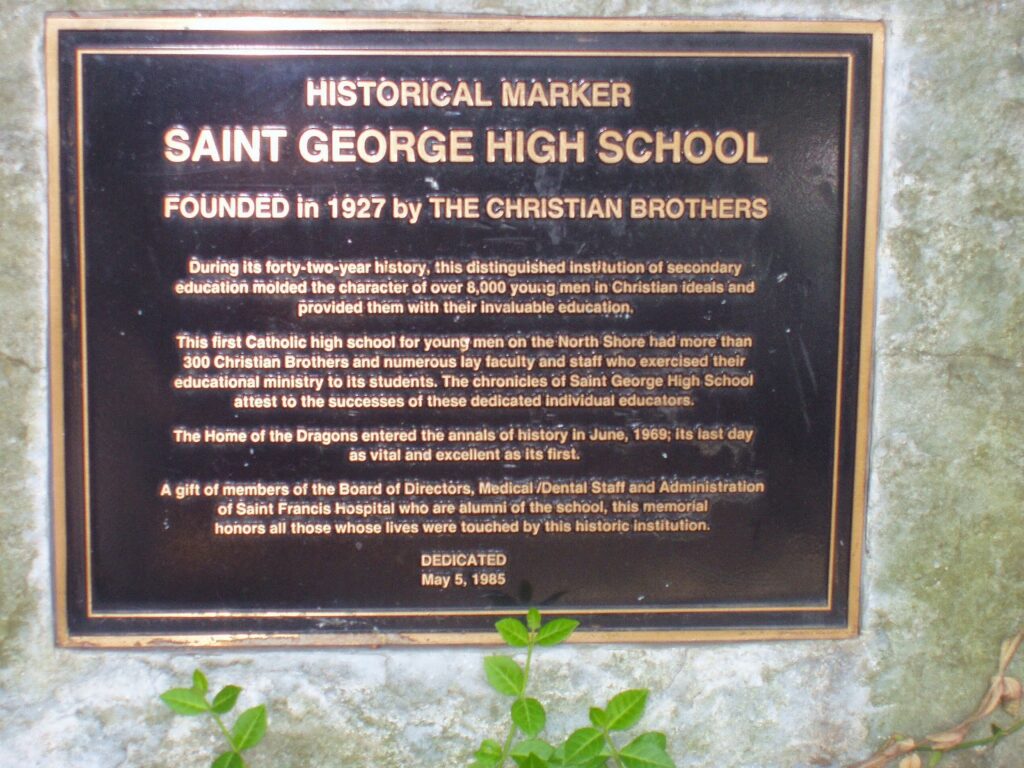 HISTORICAL MARKER
SAINT GEORGE HIGH SCHOOL
FOUNDED in 1927 by THE CHRISTIAN BROTHERS
During its forty-two-year history, this distinguished institution of secondary
education molded the character of over 8,000 young men in Christian ideals and
provided them with their invaluable education.
This first Catholic high school for young men on the North Shore had more than
300 Christian Brothers and numerous lay faculty and staff who exercised their
educational ministry to its students. The chronicles of Saint George High School
attest to the successes of these dedicated individual educators.
The Home of the Dragons entered the annals of history in June, 1969; its last day
as vital and excellent as its first.
A gift of members of the Board of Directors, Medical/Dental Staff and Administration
of Saint Francis Hospital who are alumni of the school, this memorial
honors all those whose lives were touched by this historic institution.
DEDICATED
May 5, 1985